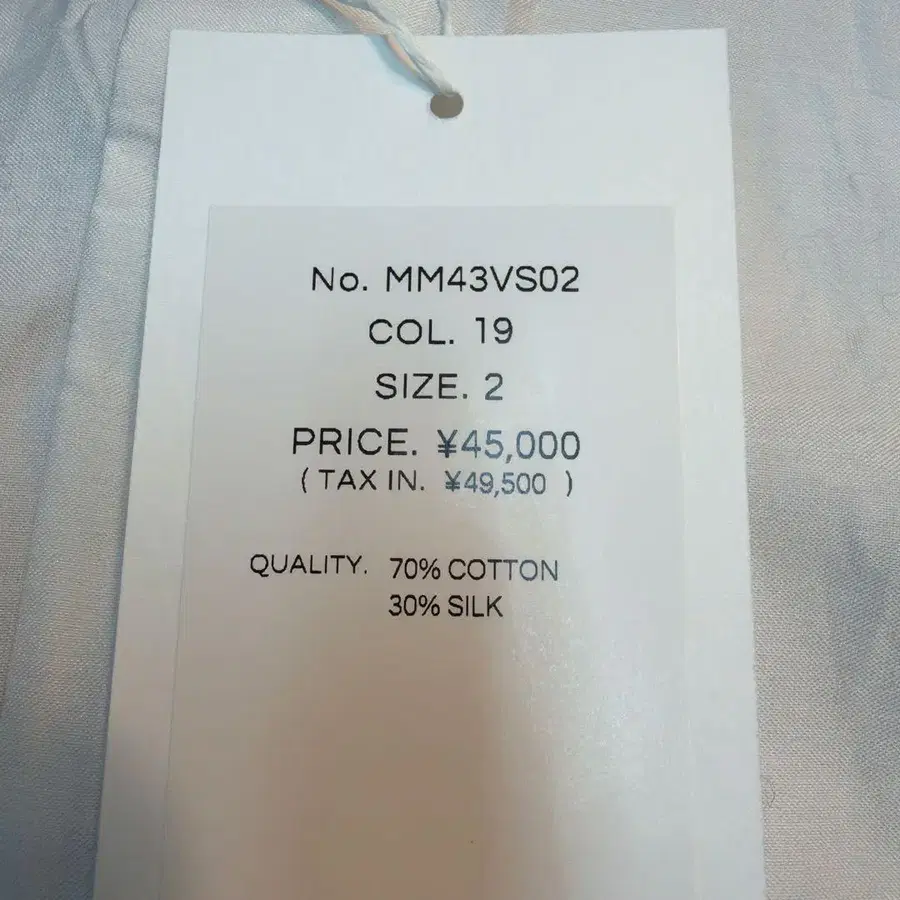 No. MM43VS02
COL. 19
SIZE. 2
PRICE. ¥45,000
( TAX IN. ¥49,500 )
QUALITY. 70% COTTON
30% SILK